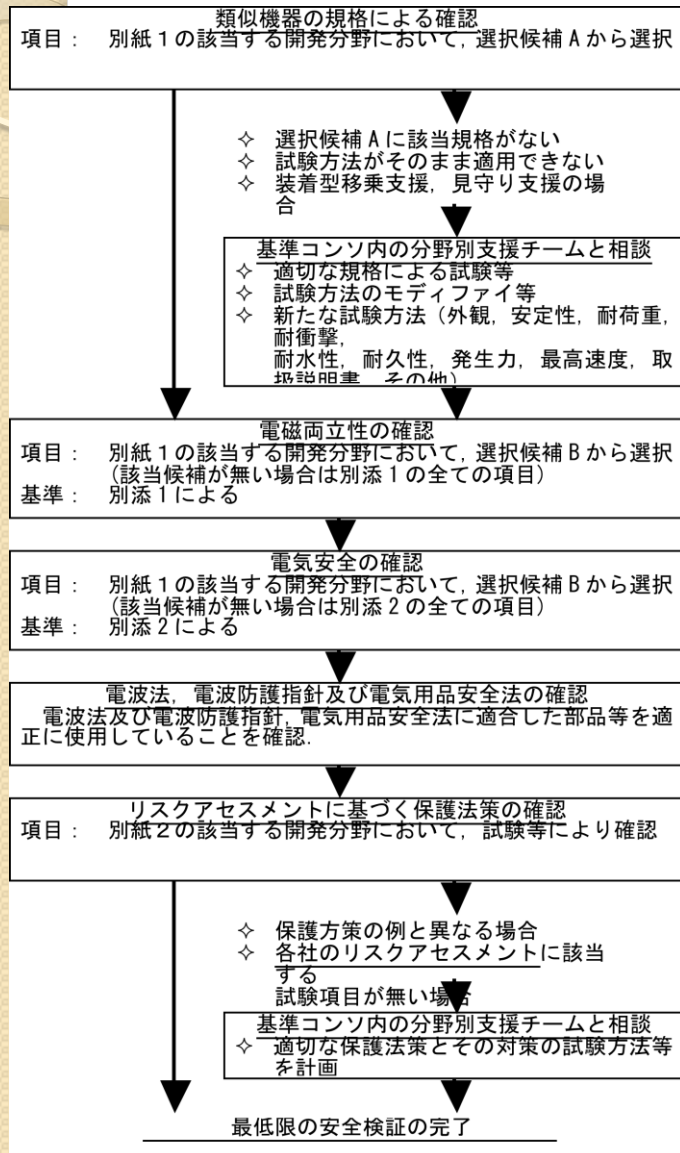 類似機器の規格による確認
項目： 別紙１の該当する開発分野において，選択候補Ａから選択
✧ 選択候補Ａに該当規格がない
✧ 試験方法がそのまま適用できない
✧ 装着型移乗支援，見守り支援の場
合
基準コンソ内の分野別支援チームと相談
✧ 適切な規格による試験等
✧ 試験方法のモディファイ等
✧ 新たな試験方法（外観，安定性，耐荷重，
耐衝撃，
耐水性，耐久性，発生力，最高速度，取
扱説明書，その他）
電磁両立性の確認
項目： 別紙１の該当する開発分野において，選択候補Ｂから選択
（該当候補が無い場合は別添１の全ての項目）
基準： 別添１による
電気安全の確認
項目： 別紙１の該当する開発分野において，選択候補Ｂから選択
（該当候補が無い場合は別添２の全ての項目）
基準： 別添２による
電波法，電波防護指針及び電気用品安全法の確認
電波法及び電波防護指針，電気用品安全法に適合した部品等を適
正に使用していることを確認．
リスクアセスメントに基づく保護法策の確認
項目： 別紙２の該当する開発分野において，試験等により確認
✧ 保護方策の例と異なる場合
✧ 各社のリスクアセスメントに該当
する
試験項目が無い場合
基準コンソ内の分野別支援チームと相談
✧ 適切な保護法策とその対策の試験方法等
を計画
最低限の安全検証の完了